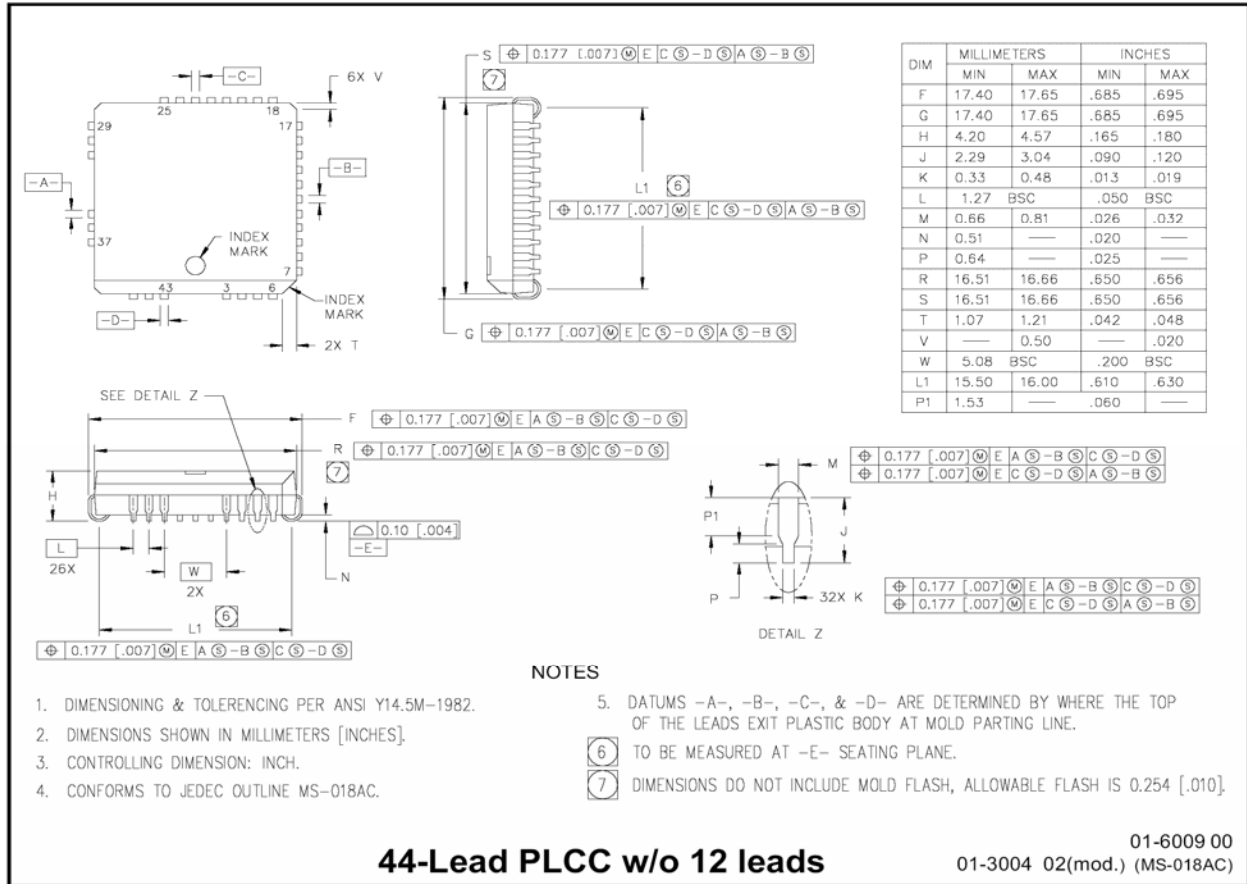 -C-
6X V
25
18
29
17
-A-
-B-
37
INDEX
MARK
7
43
3
6
INDEX
MARK
-D-
2X T
S ⌖ 0.177 [.007]Ⓜ E C Ⓢ-D Ⓢ A Ⓢ-B Ⓢ
7
L1 6
⌖ 0.177 [.007]Ⓜ E C Ⓢ-D Ⓢ A Ⓢ-B Ⓢ
G ⌖ 0.177 [.007]Ⓜ E C Ⓢ-D Ⓢ A Ⓢ-B Ⓢ
DIM MILLIMETERS INCHES
MIN MAX MIN MAX
F 17.40 17.65 .685 .695
G 17.40 17.65 .685 .695
H 4.20 4.57 .165 .180
J 2.29 3.04 .090 .120
K 0.33 0.48 .013 .019
L 1.27 BSC .050 BSC
M 0.66 0.81 .026 .032
N 0.51 — .020 —
P 0.64 — .025 —
R 16.51 16.66 .650 .656
S 16.51 16.66 .650 .656
T 1.07 1.21 .042 .048
V — 0.50 — .020
W 5.08 BSC .200 BSC
L1 15.50 16.00 .610 .630
P1 1.53 — .060 —
SEE DETAIL Z
F ⌖ 0.177 [.007]Ⓜ E A Ⓢ-B Ⓢ C Ⓢ-D Ⓢ
R ⌖ 0.177 [.007]Ⓜ E A Ⓢ-B Ⓢ C Ⓢ-D Ⓢ
7
H
⌓ 0.10 [.004]
-E-
L
26X
W
2X
N
6
L1
⌖ 0.177 [.007]Ⓜ E A Ⓢ-B Ⓢ C Ⓢ-D Ⓢ
M
⌖ 0.177 [.007]Ⓜ E A Ⓢ-B Ⓢ C Ⓢ-D Ⓢ
⌖ 0.177 [.007]Ⓜ E C Ⓢ-D Ⓢ A Ⓢ-B Ⓢ
P1
J
P
32X K
⌖ 0.177 [.007]Ⓜ E A Ⓢ-B Ⓢ C Ⓢ-D Ⓢ
⌖ 0.177 [.007]Ⓜ E C Ⓢ-D Ⓢ A Ⓢ-B Ⓢ
DETAIL Z
NOTES
1. DIMENSIONING & TOLERENCING PER ANSI Y14.5M-1982.
2. DIMENSIONS SHOWN IN MILLIMETERS [INCHES].
3. CONTROLLING DIMENSION: INCH.
4. CONFORMS TO JEDEC OUTLINE MS-018AC.
5. DATUMS -A-, -B-, -C-, & -D- ARE DETERMINED BY WHERE THE TOP
OF THE LEADS EXIT PLASTIC BODY AT MOLD PARTING LINE.
6 TO BE MEASURED AT -E- SEATING PLANE.
7 DIMENSIONS DO NOT INCLUDE MOLD FLASH, ALLOWABLE FLASH IS 0.254 [.010].
44-Lead PLCC w/o 12 leads
01-6009 00
01-3004 02(mod.) (MS-018AC)